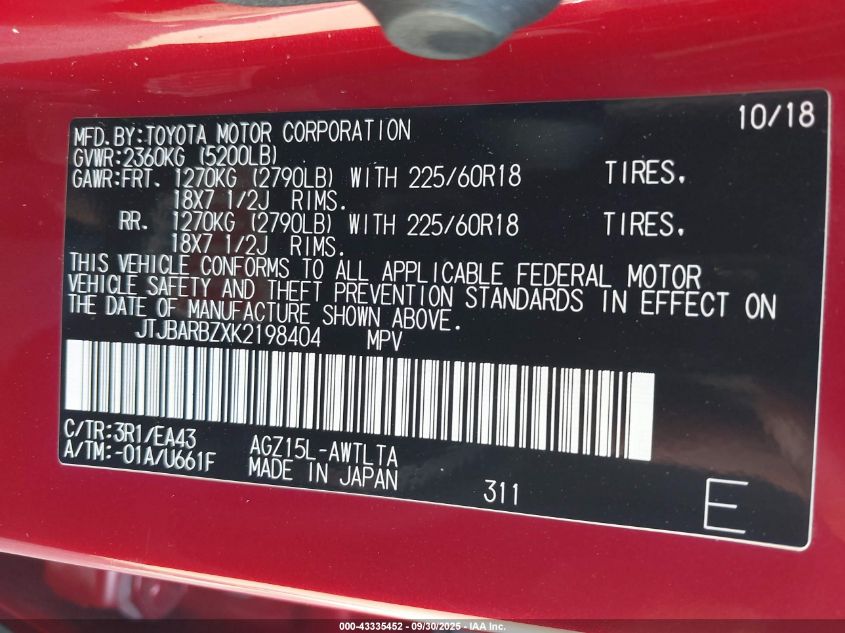 10/18
MFD.BY:TOYOTA MOTOR CORPORATION
GVWR:2360KG (5200LB)
GAWR:FRT. 1270KG (2790LB) WITH 225/60R18 TIRES.
18X7 1/2J RIMS.
RR. 1270KG (2790LB) WITH 225/60R18 TIRES.
18X7 1/2J RIMS.
THIS VEHICLE CONFORMS TO ALL APPLICABLE FEDERAL MOTOR
VEHICLE SAFETY AND THEFT PREVENTION STANDARDS IN EFFECT ON
THE DATE OF MANUFACTURE SHOWN ABOVE.
JTJBARBZXK2198404 MPV
C/TR:3R1/EA43 AGZ15L-AWTLTA
A/TM:-01A/U661F MADE IN JAPAN
311
E
000-43335452 - 09/30/2025 - IAA Inc.